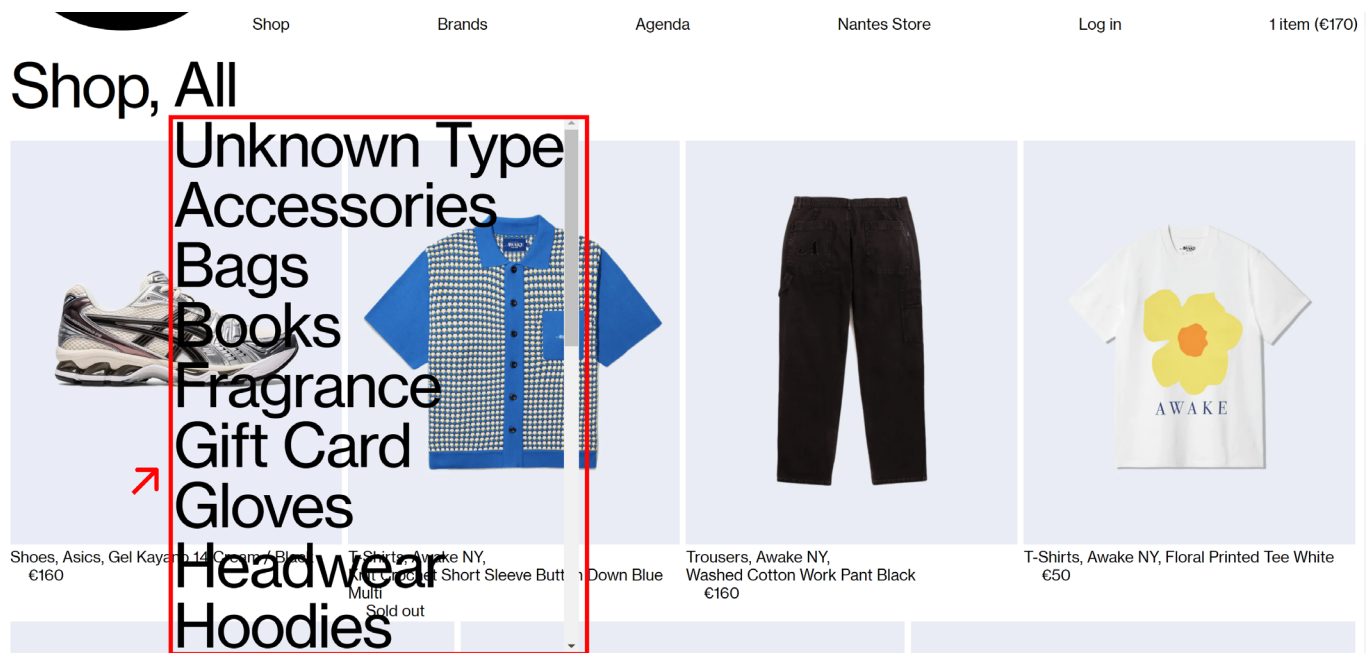 Shop Brands Agenda Nantes Store Log in 1 item (€170)
Shop, All
Unknown Type
Accessories
Bags
Books
Fragrance
Gift Card
Gloves
Headwear
Hoodies
AWAKE
Shoes, Asics, Gel Kayano 14 Cream / Black
€160
T-Shirts, Awake NY,
Knit Crochet Short Sleeve Button Down Blue
Multi
Sold out
Trousers, Awake NY,
Washed Cotton Work Pant Black
€160
T-Shirts, Awake NY, Floral Printed Tee White
€50